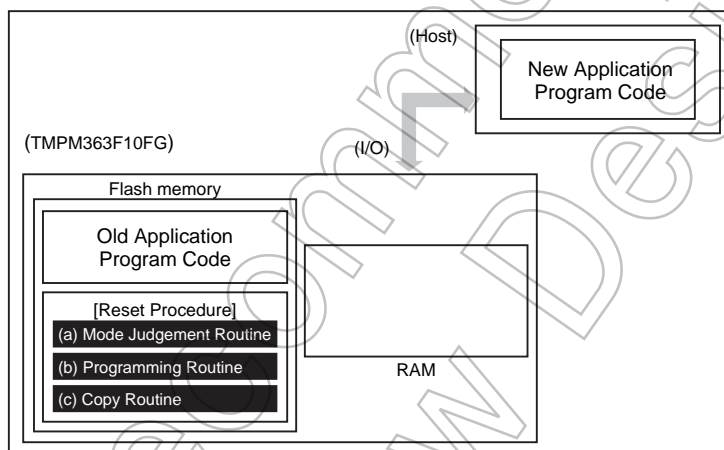 (Host)
New Application
Program Code
(TMPM363F10FG)
(I/O)
Flash memory
Old Application
Program Code
[Reset Procedure]
(a) Mode Judgement Routine
(b) Programming Routine
(c) Copy Routine
RAM